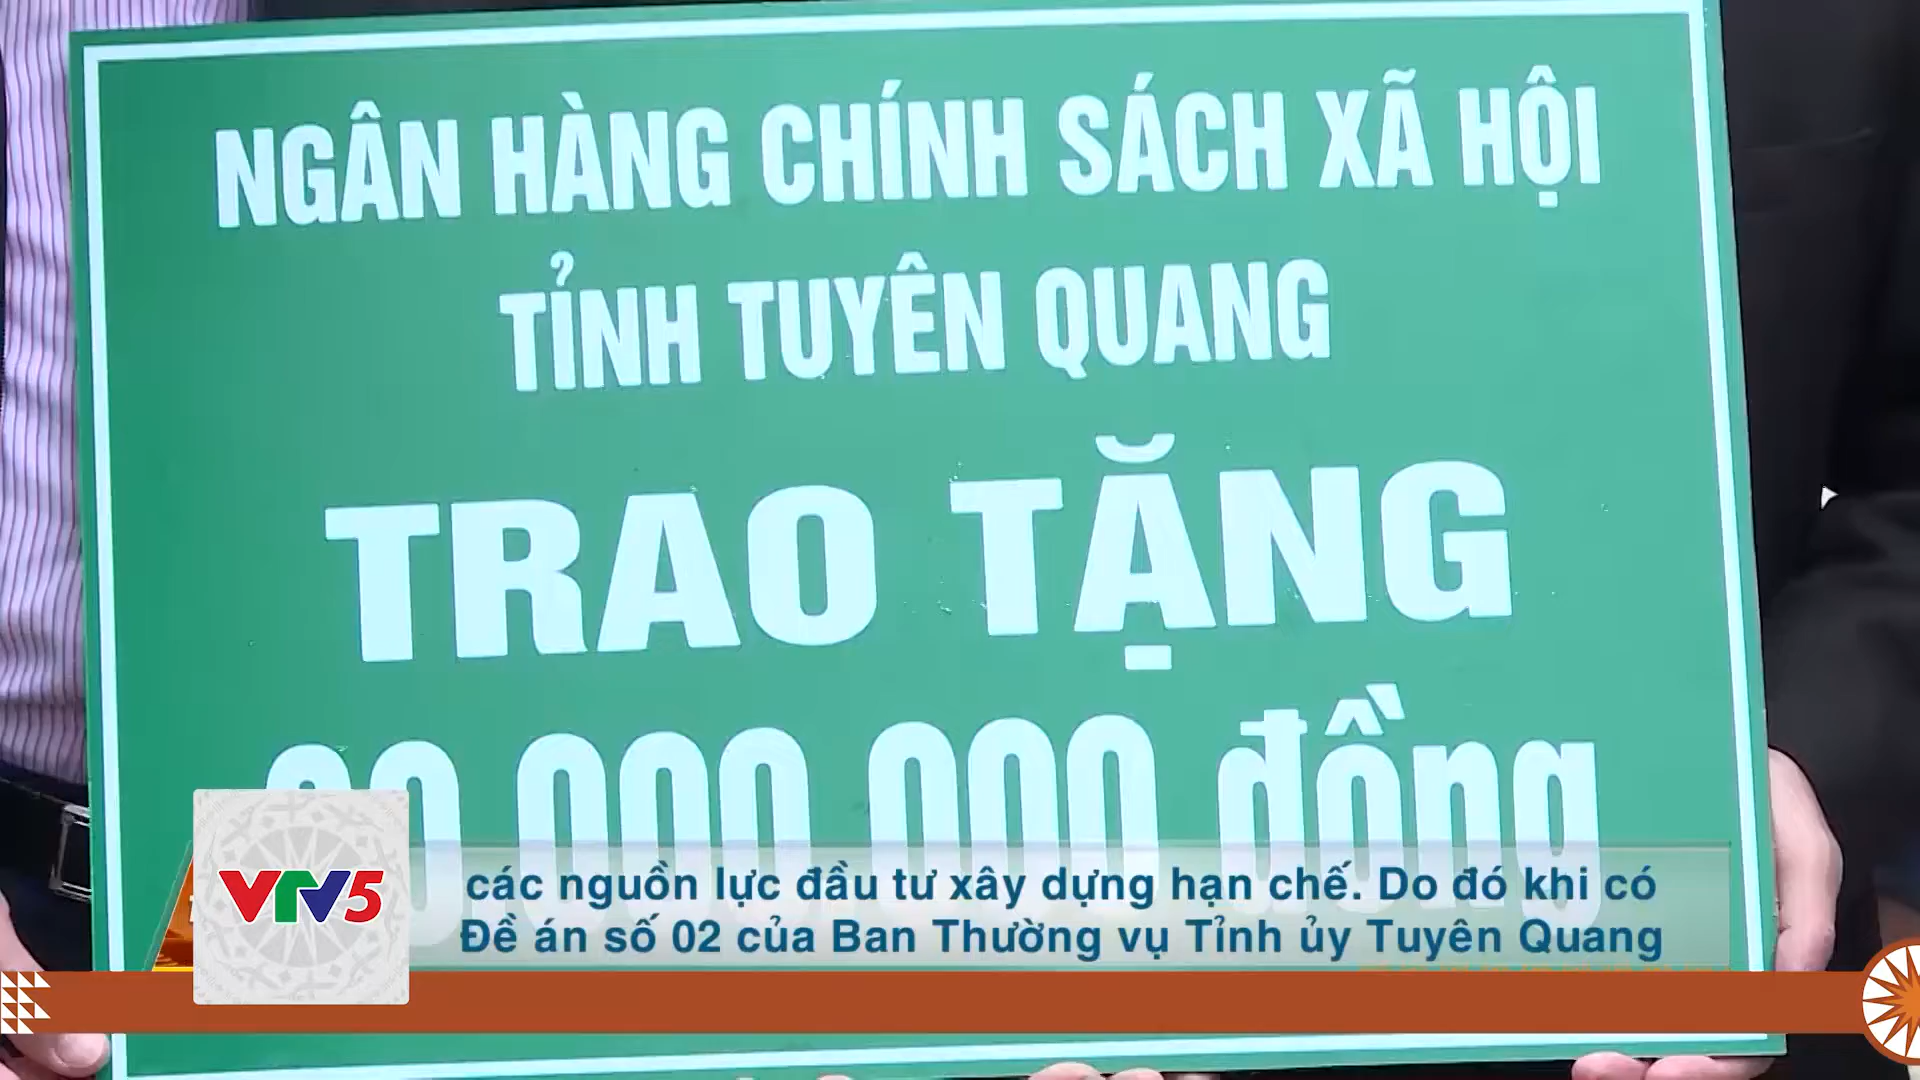 NGÂN HÀNG CHÍNH SÁCH XÃ HỘI
TỈNH TUYÊN QUANG
TRAO TẶNG
000.000 đồng
VTV5
các nguồn lực đầu tư xây dựng hạn chế. Do đó khi có
Đề án số 02 của Ban Thường vụ Tỉnh ủy Tuyên Quang